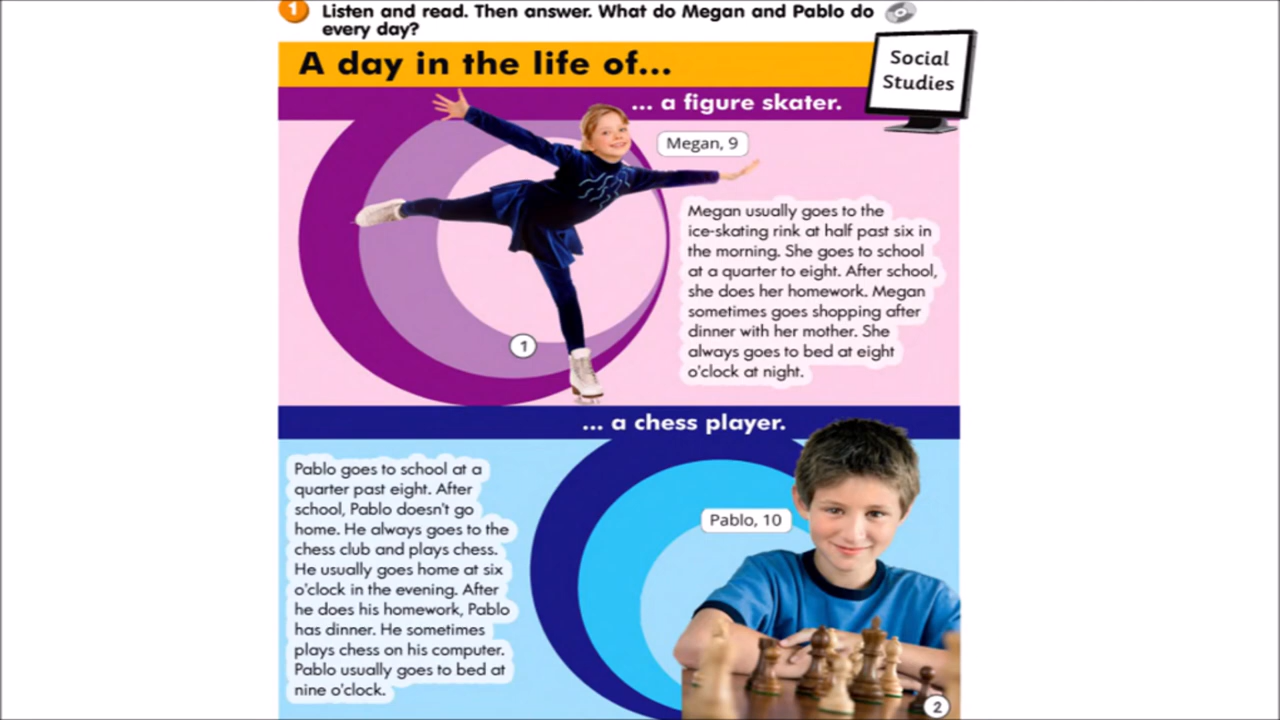 1 Listen and read. Then answer. What do Megan and Pablo do
every day?
A day in the life of...
Social
Studies
... a figure skater.
Megan, 9
Megan usually goes to the
ice-skating rink at half past six in
the morning. She goes to school
at a quarter to eight. After school,
she does her homework. Megan
sometimes goes shopping after
dinner with her mother. She
always goes to bed at eight
o'clock at night.
1
... a chess player.
Pablo goes to school at a
quarter past eight. After
school, Pablo doesn't go
home. He always goes to the
chess club and plays chess.
He usually goes home at six
o'clock in the evening. After
he does his homework, Pablo
has dinner. He sometimes
plays chess on his computer.
Pablo usually goes to bed at
nine o'clock.
Pablo, 10
2